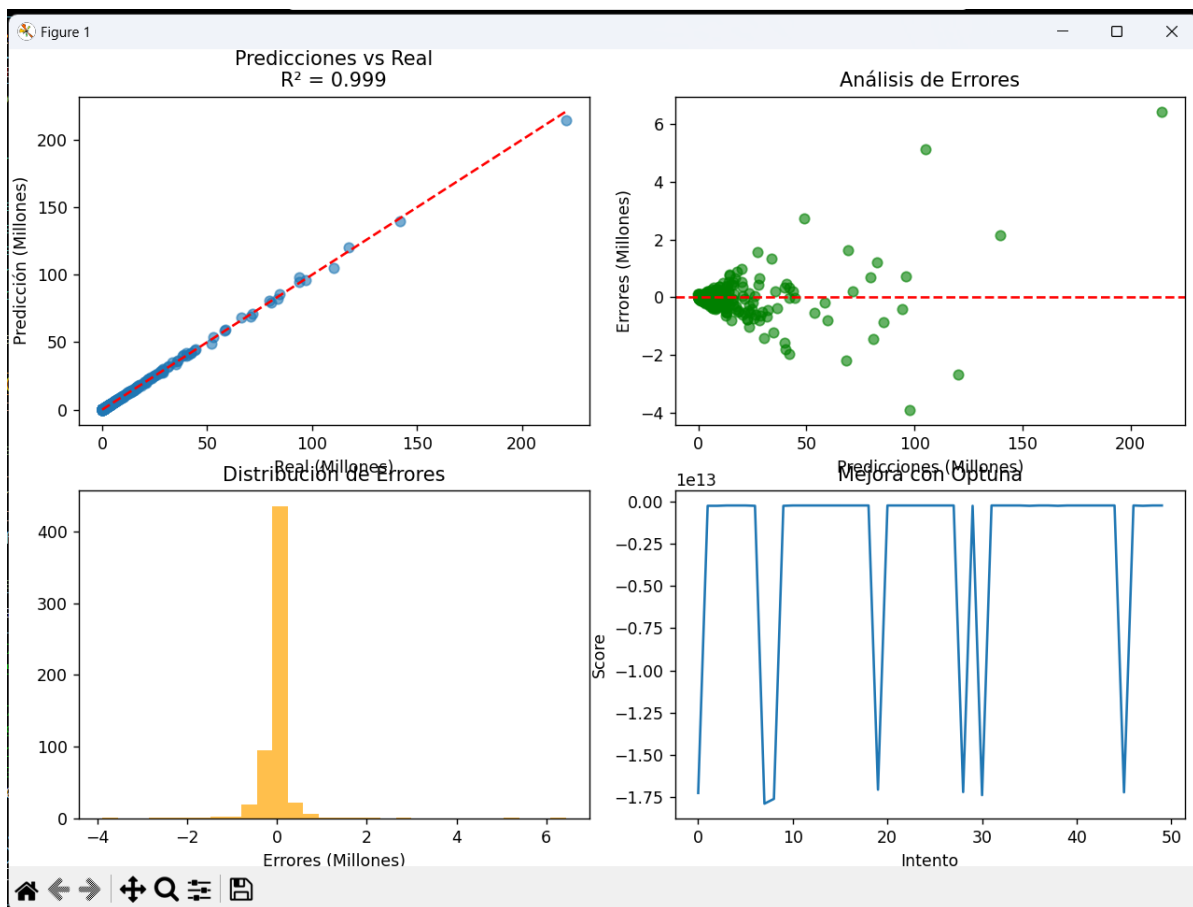 Figure 1
Predicciones vs Real
R² = 0.999
Predicción (Millones)
200
150
100
50
0
0 50 100 150 200
Real (Millones)
Análisis de Errores
Errores (Millones)
6
4
2
0
−2
−4
0 50 100 150 200
Predicciones (Millones)
Distribución de Errores
400
300
200
100
0
−4 −2 0 2 4 6
Errores (Millones)
Mejora con Optuna
1e13
Score
0.00
−0.25
−0.50
−0.75
−1.00
−1.25
−1.50
−1.75
0 10 20 30 40 50
Intento